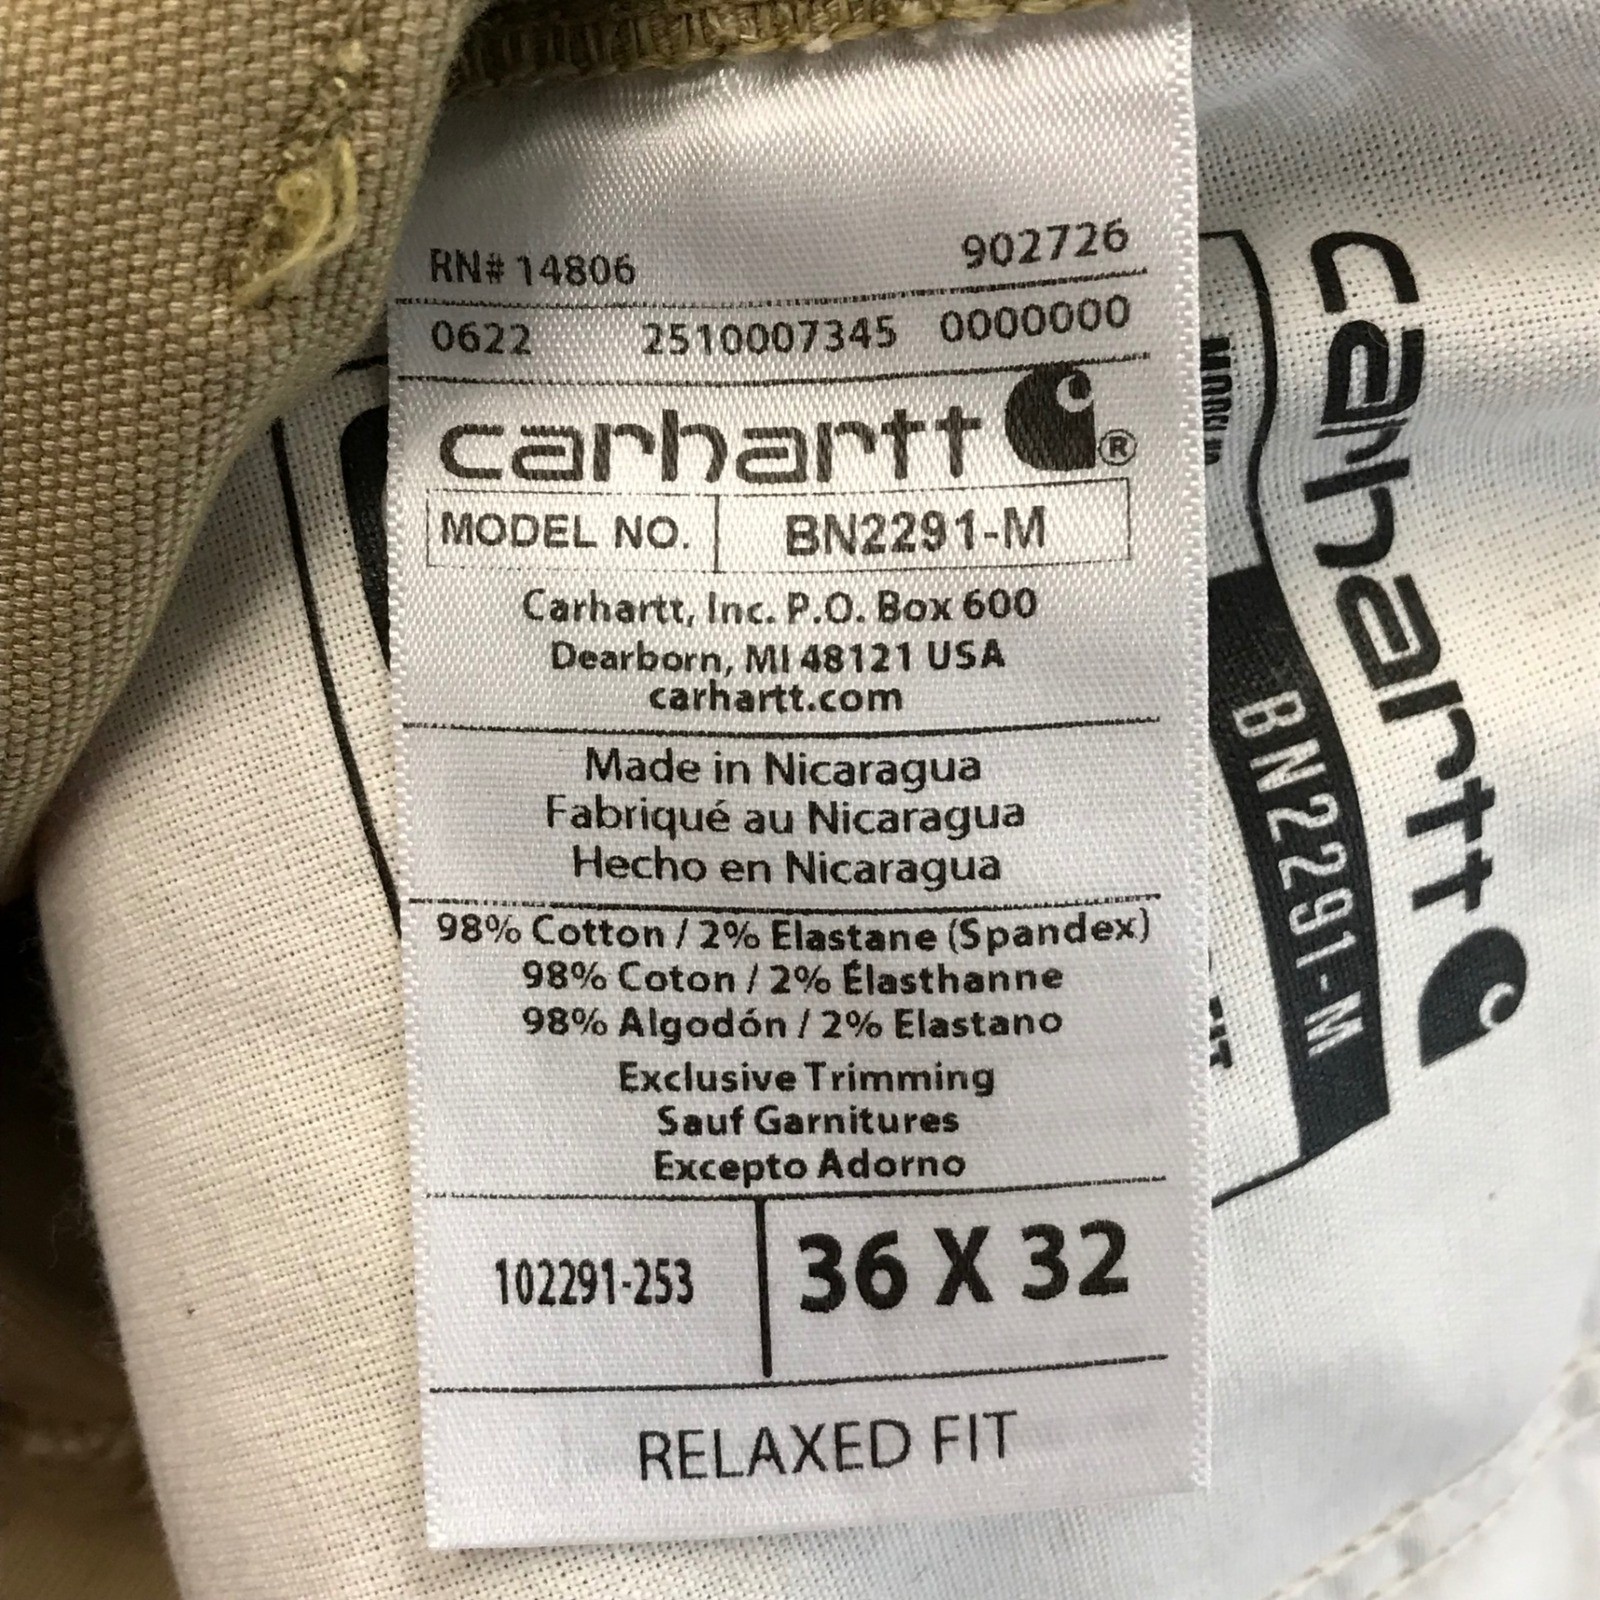 RN# 14806 902726
0622 2510007345 0000000
carhartt ®
MODEL NO. BN2291-M
Carhartt, Inc. P.O. Box 600
Dearborn, MI 48121 USA
carhartt.com
Made in Nicaragua
Fabriqué au Nicaragua
Hecho en Nicaragua
98% Cotton / 2% Elastane (Spandex)
98% Coton / 2% Élasthanne
98% Algodón / 2% Elastano
Exclusive Trimming
Sauf Garnitures
Excepto Adorno
102291-253 36 X 32
RELAXED FIT
carhartt
MODEL
BN2291-M